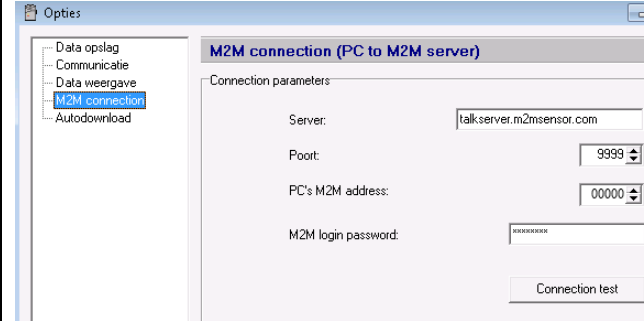 Opties
Data opslag
Communicatie
Data weergave
M2M connection
Autodownload
M2M connection (PC to M2M server)
Connection parameters
Server: talkserver.m2msensor.com
Poort: 9999
PC's M2M address: 00000
M2M login password: xxxxxxxx
Connection test